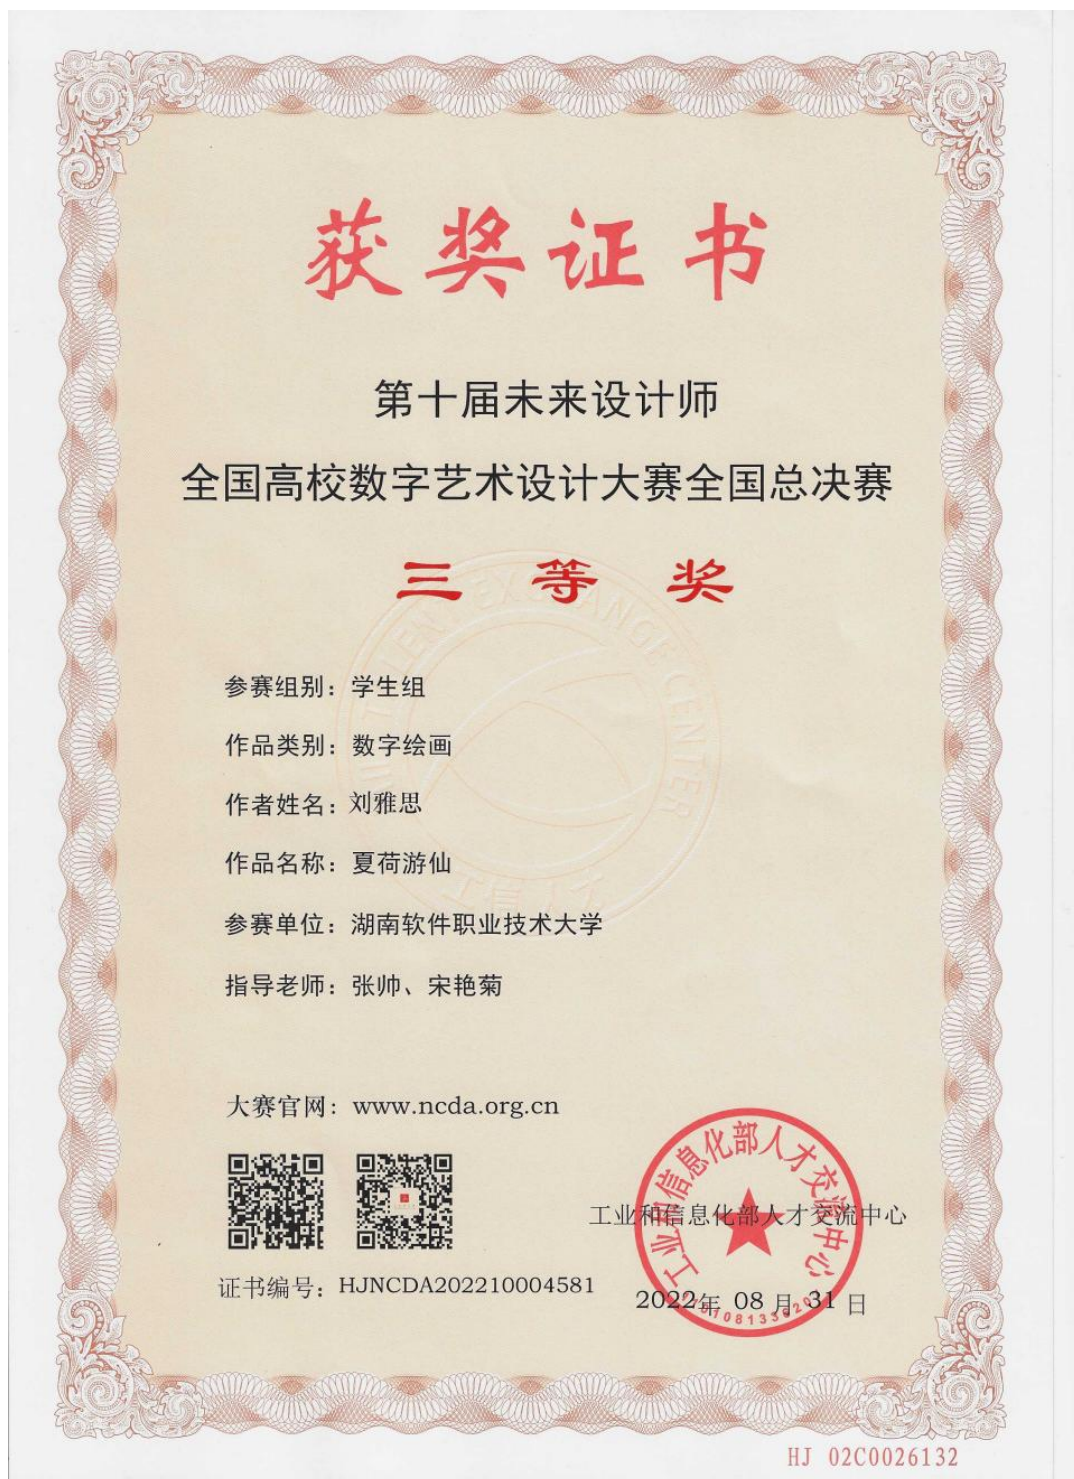 获奖证书
第十届未来设计师
全国高校数字艺术设计大赛全国总决赛
三等奖
参赛组别：学生组
作品类别：数字绘画
作者姓名：刘雅思
作品名称：夏荷游仙
参赛单位：湖南软件职业技术大学
指导老师：张帅、宋艳菊
大赛官网：www.ncda.org.cn
工业和信息化部人才交流中心
工业和信息化部人才交流中心
证书编号：HJNCDA202210004581
2022年 08 月 31 日
HJ 02C0026132